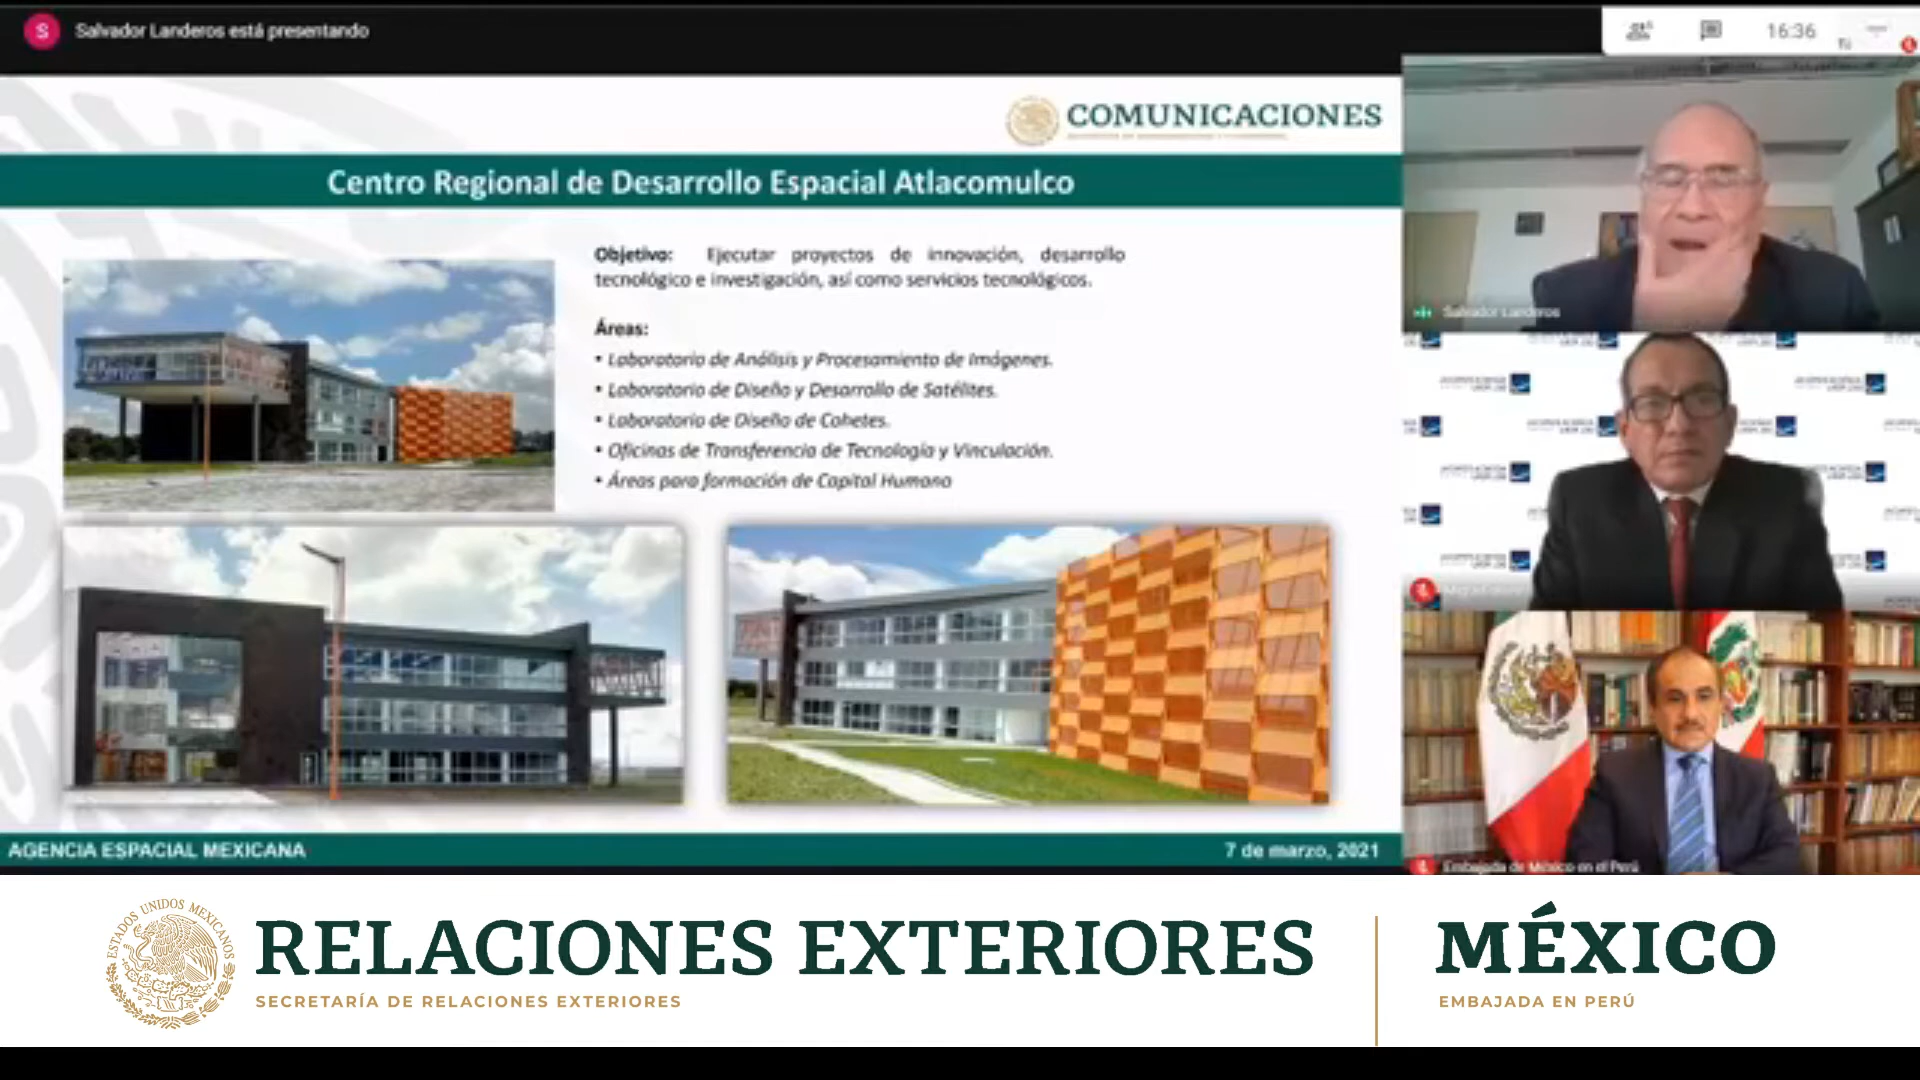 S
Salvador Landeros está presentando
16:36
COMUNICACIONES
Centro Regional de Desarrollo Espacial Atlacomulco
Objetivo: Ejecutar proyectos de innovación, desarrollo
tecnológico e investigación, así como servicios tecnológicos.
Áreas:
• Laboratorio de Análisis y Procesamiento de Imágenes.
• Laboratorio de Diseño y Desarrollo de Satélites.
• Laboratorio de Diseño de Cohetes.
• Oficinas de Transferencia de Tecnología y Vinculación.
• Áreas para formación de Capital Humano
AGENCIA ESPACIAL MEXICANA
7 de marzo, 2021
Salvador Landeros
Embajada de México en el Perú
ESTADOS UNIDOS MEXICANOS
RELACIONES EXTERIORES
SECRETARÍA DE RELACIONES EXTERIORES
MÉXICO
EMBAJADA EN PERÚ